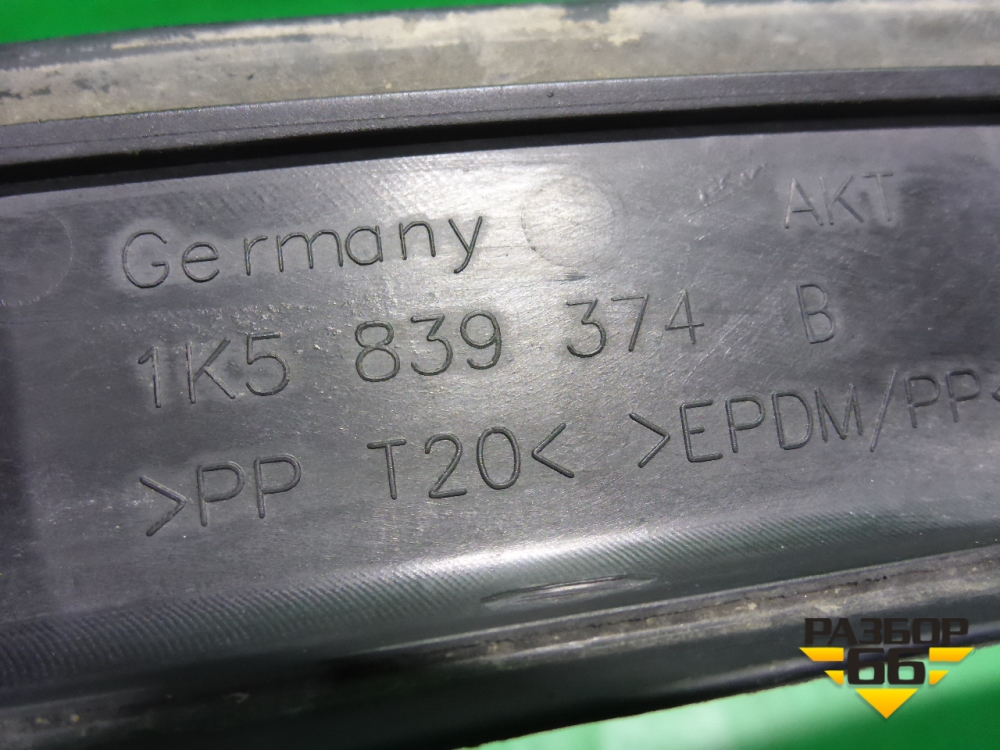 Germany
AKT
1K5 839 374 B
>PP T20< >EPDM/PP<
РАЗБОР
66